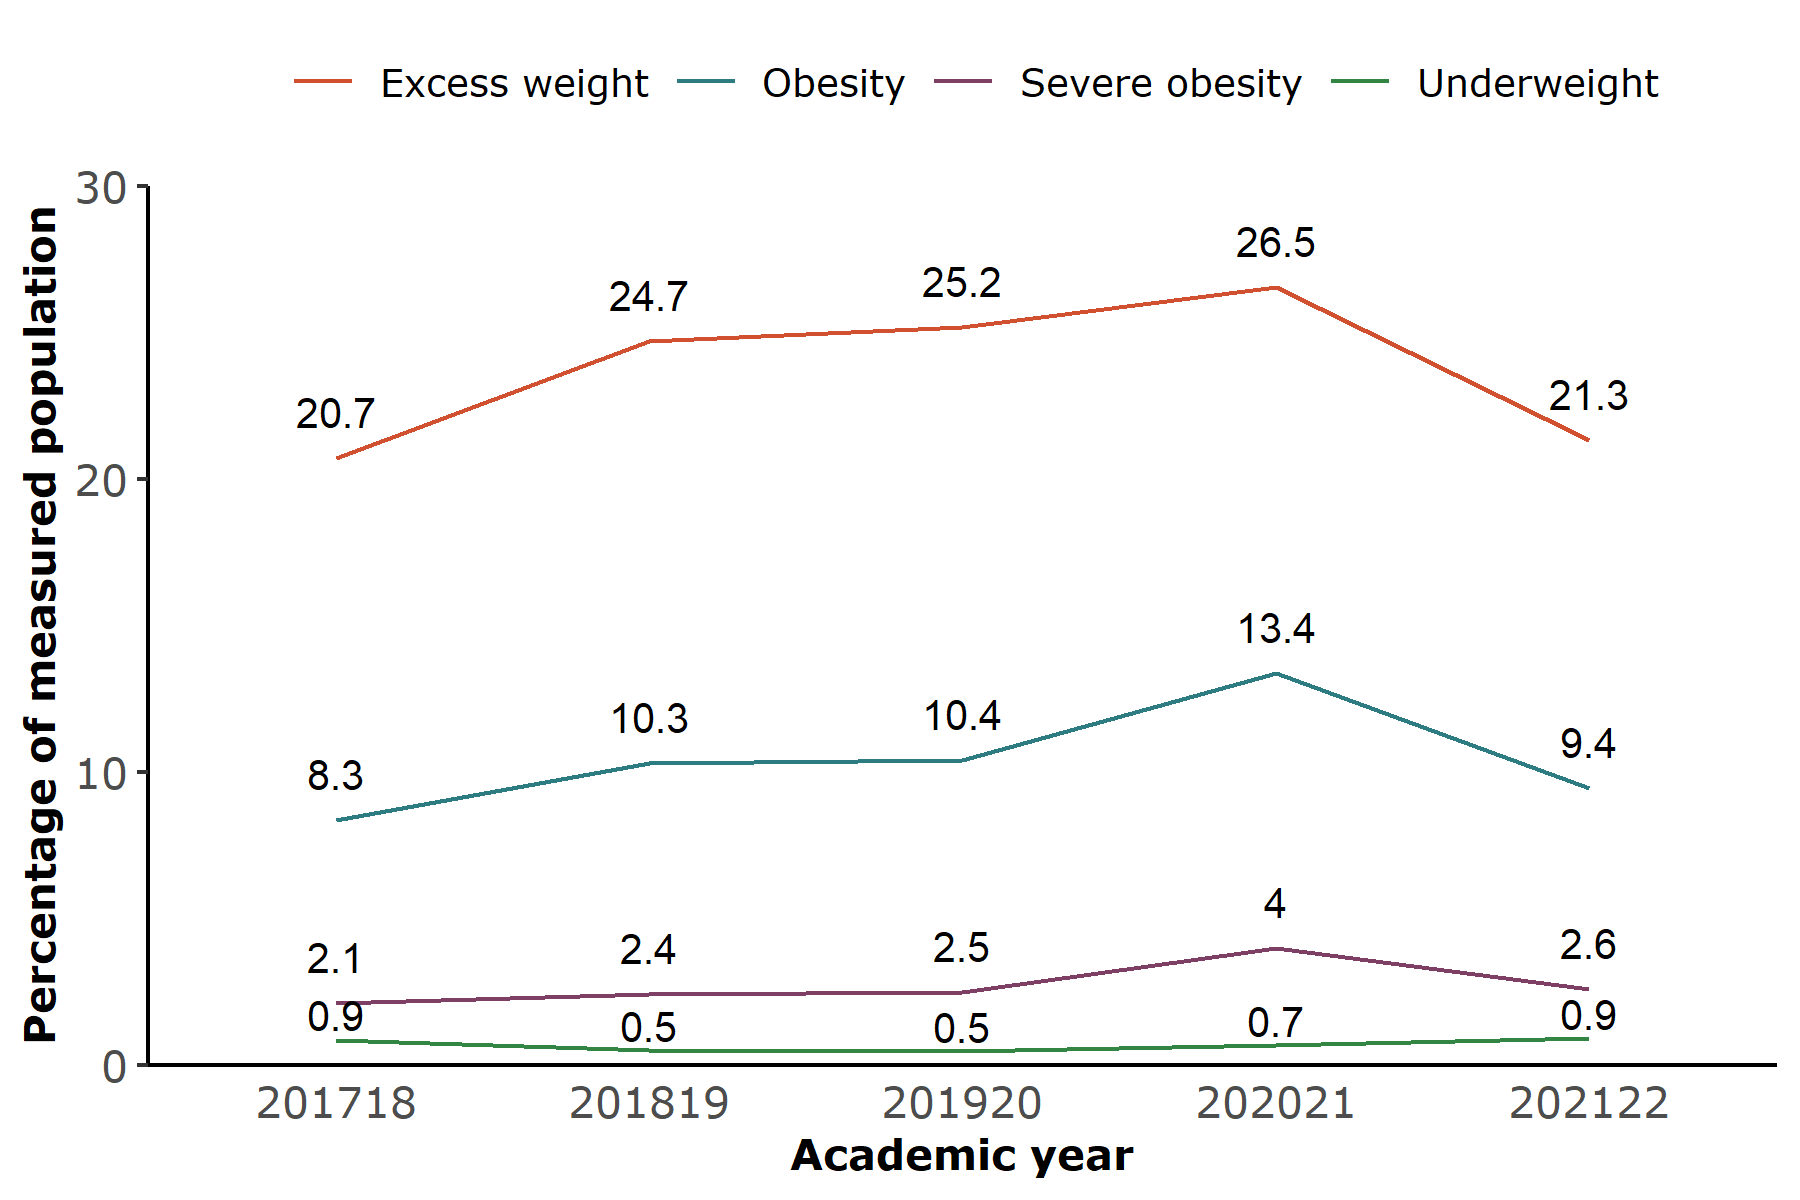 Excess weight Obesity Severe obesity Underweight
Percentage of measured population
30
20
10
0
20.7 24.7 25.2 26.5 21.3
8.3 10.3 10.4 13.4 9.4
2.1 2.4 2.5 4 2.6
0.9 0.5 0.5 0.7 0.9
201718 201819 201920 202021 202122
Academic year